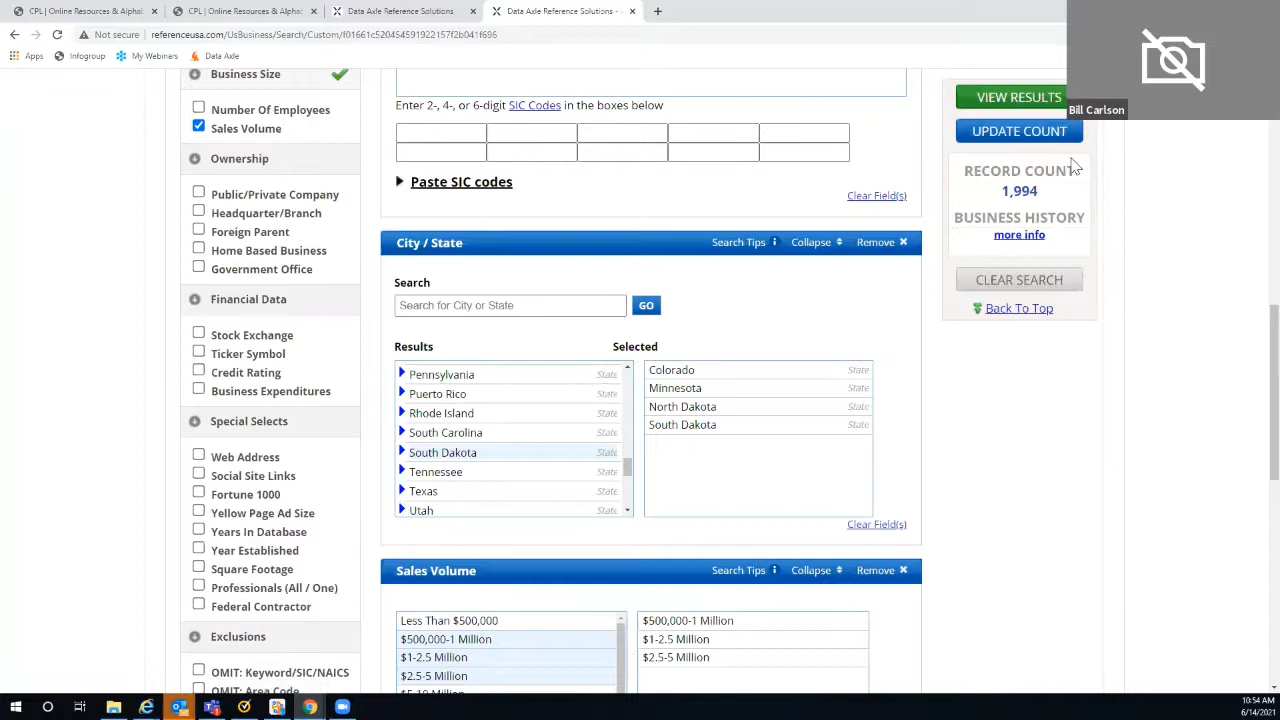 CPL | Online Resources & Alphab
CPL | Online Resources & Alphab
Data Axle Reference Solutions
Data Axle Reference Solutions -
Not secure | referenceusa.com/UsBusiness/Search/Custom/f01661c520454591922157f2b041f696
Apps Infogroup My Webinars Data Axle
Bill Carlson
Business Size
Number Of Employees
Sales Volume
Ownership
Public/Private Company
Headquarter/Branch
Foreign Parent
Home Based Business
Government Office
Financial Data
Stock Exchange
Ticker Symbol
Credit Rating
Business Expenditures
Special Selects
Web Address
Social Site Links
Fortune 1000
Yellow Page Ad Size
Years In Database
Year Established
Square Footage
Professionals (All / One)
Federal Contractor
Exclusions
OMIT: Keyword/SIC/NAICS
OMIT: Area Code
Enter 2-, 4-, or 6-digit SIC Codes in the boxes below
Paste SIC codes
Clear Field(s)
City / State Search Tips i Collapse Remove
Search
Search for City or State GO
Results Selected
Pennsylvania State
Puerto Rico State
Rhode Island State
South Carolina State
South Dakota State
Tennessee State
Texas State
Utah State
Colorado State
Minnesota State
North Dakota State
South Dakota State
Clear Field(s)
Sales Volume Search Tips i Collapse Remove
Less Than $500,000
$500,000-1 Million
$1-2.5 Million
$2.5-5 Million
$5-10 Million
$500,000-1 Million
$1-2.5 Million
$2.5-5 Million
VIEW RESULTS
UPDATE COUNT
RECORD COUNT
1,994
BUSINESS HISTORY
more info
CLEAR SEARCH
Back To Top
10:54 AM
6/14/2021